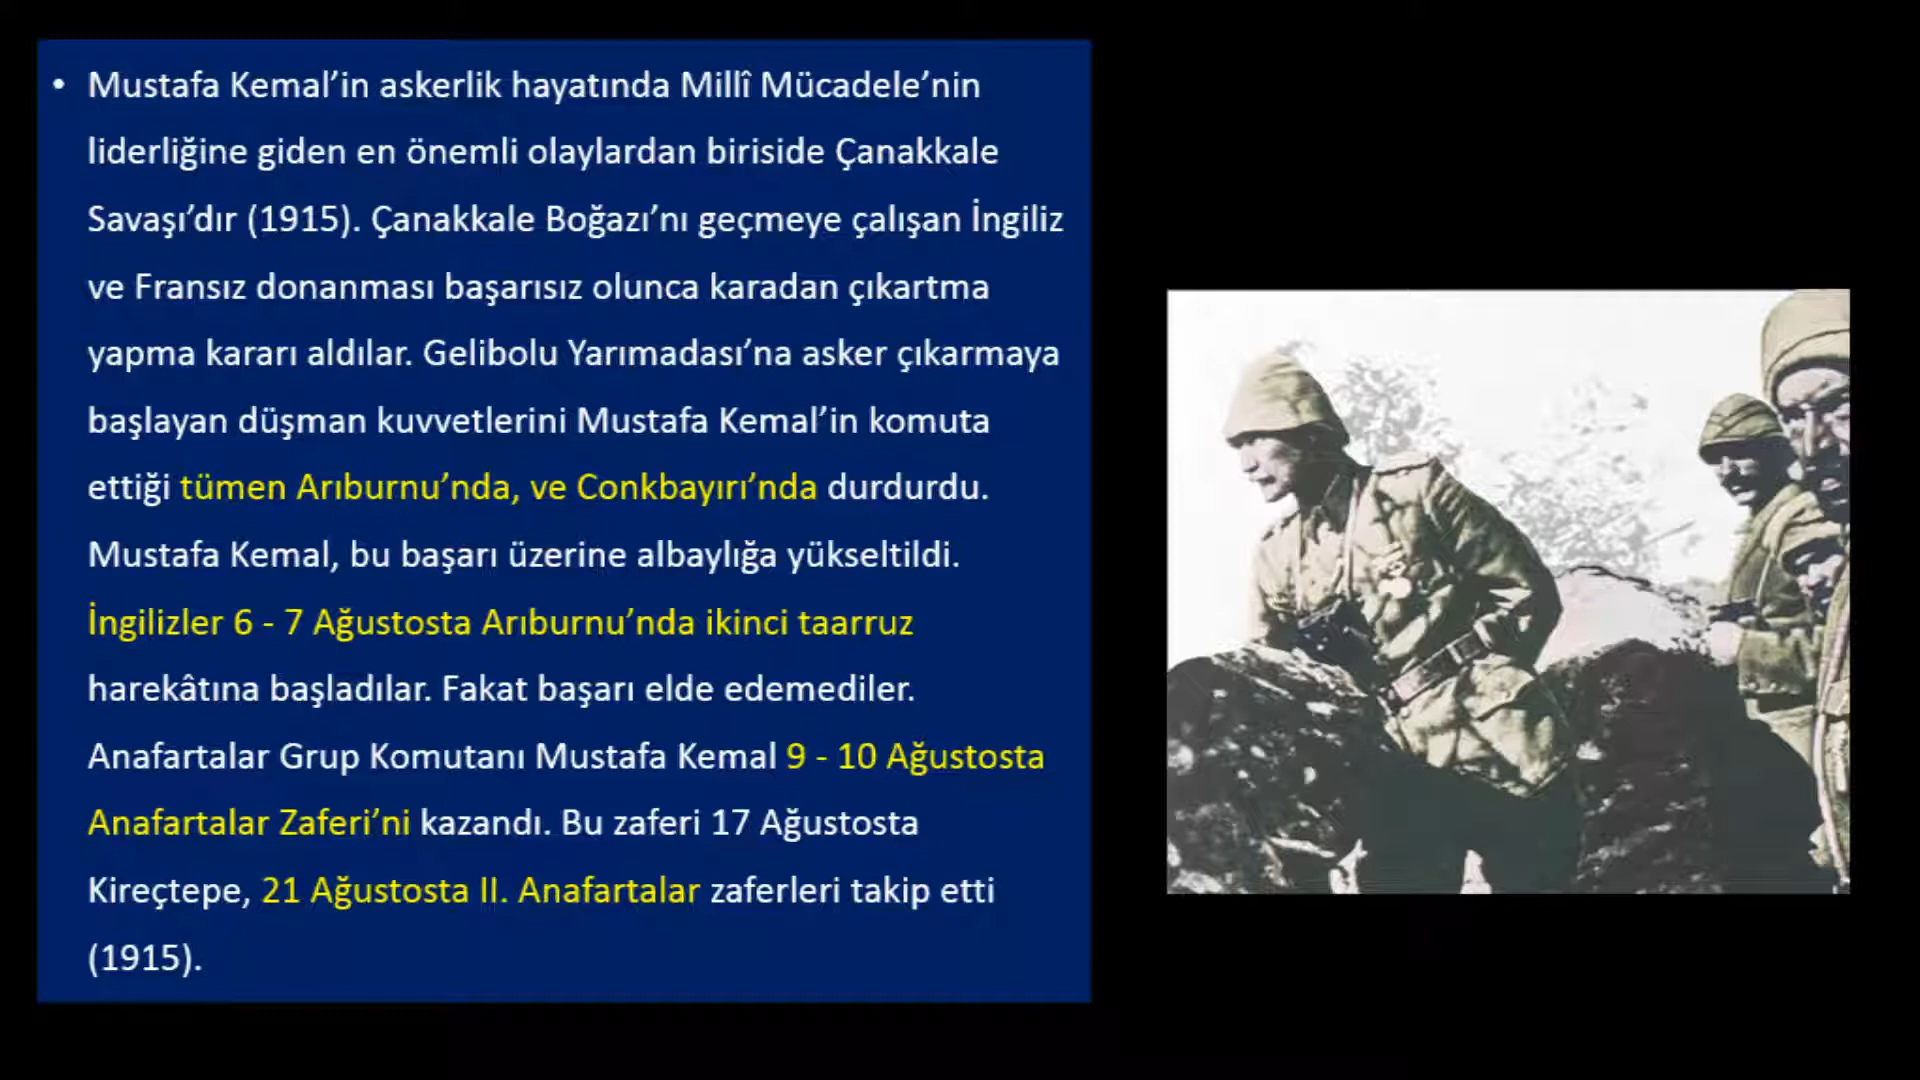 • Mustafa Kemal’in askerlik hayatında Millî Mücadele’nin
liderliğine giden en önemli olaylardan biriside Çanakkale
Savaşı’dır (1915). Çanakkale Boğazı’nı geçmeye çalışan İngiliz
ve Fransız donanması başarısız olunca karadan çıkartma
yapma kararı aldılar. Gelibolu Yarımadası’na asker çıkarmaya
başlayan düşman kuvvetlerini Mustafa Kemal’in komuta
ettiği tümen Arıburnu’nda, ve Conkbayırı’nda durdurdu.
Mustafa Kemal, bu başarı üzerine albaylığa yükseltildi.
İngilizler 6 - 7 Ağustosta Arıburnu’nda ikinci taarruz
harekâtına başladılar. Fakat başarı elde edemediler.
Anafartalar Grup Komutanı Mustafa Kemal 9 - 10 Ağustosta
Anafartalar Zaferi’ni kazandı. Bu zaferi 17 Ağustosta
Kireçtepe, 21 Ağustosta II. Anafartalar zaferleri takip etti
(1915).